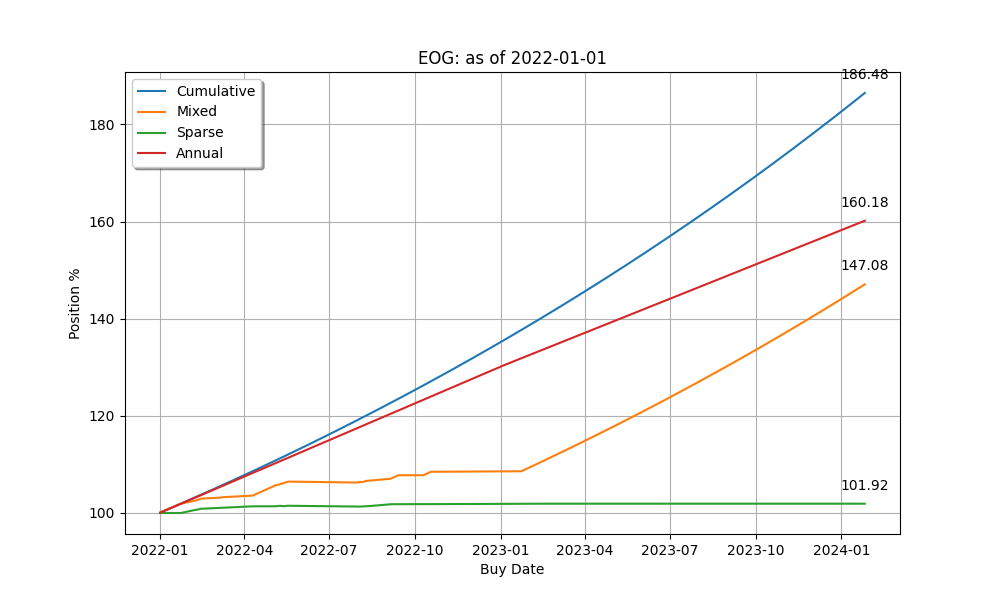 EOG: as of 2022-01-01
186.48
Cumulative
Mixed
Sparse
Annual
180
160.18
160
147.08
Position %
140
120
101.92
100
2022-01 2022-04 2022-07 2022-10 2023-01 2023-04 2023-07 2023-10 2024-01
Buy Date